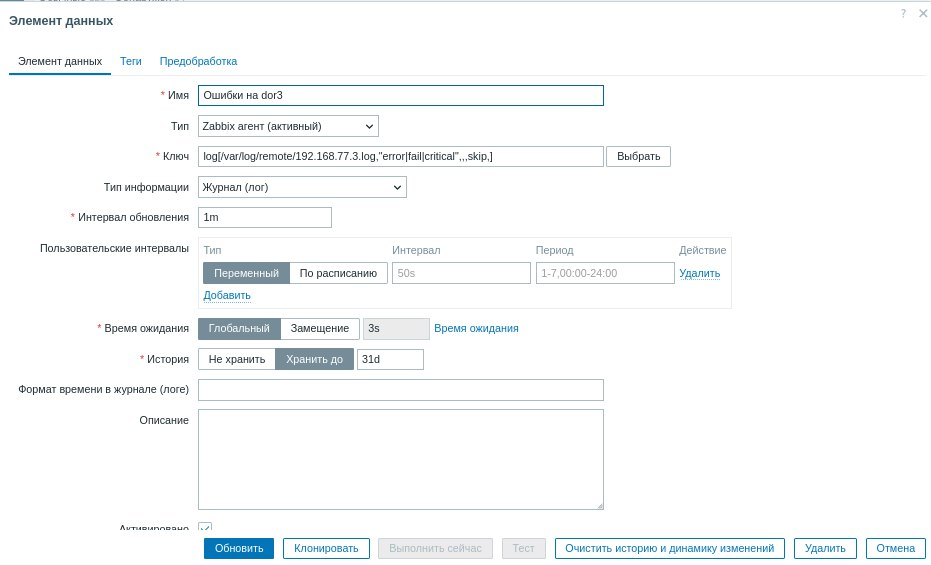 Элемент данных
?
Элемент данных Теги Предобработка
* Имя Ошибки на dor3
Тип Zabbix агент (активный)
* Ключ log[/var/log/remote/192.168.77.3.log,"error|fail|critical",,,skip,] Выбрать
Тип информации Журнал (лог)
* Интервал обновления 1m
Пользовательские интервалы Тип Интервал Период Действие
Переменный По расписанию 50s 1-7,00:00-24:00 Удалить
Добавить
* Время ожидания Глобальный Замещение 3s Время ожидания
* История Не хранить Хранить до 31d
Формат времени в журнале (логе)
Описание
Активировано
Обновить Клонировать Выполнить сейчас Тест Очистить историю и динамику изменений Удалить Отмена